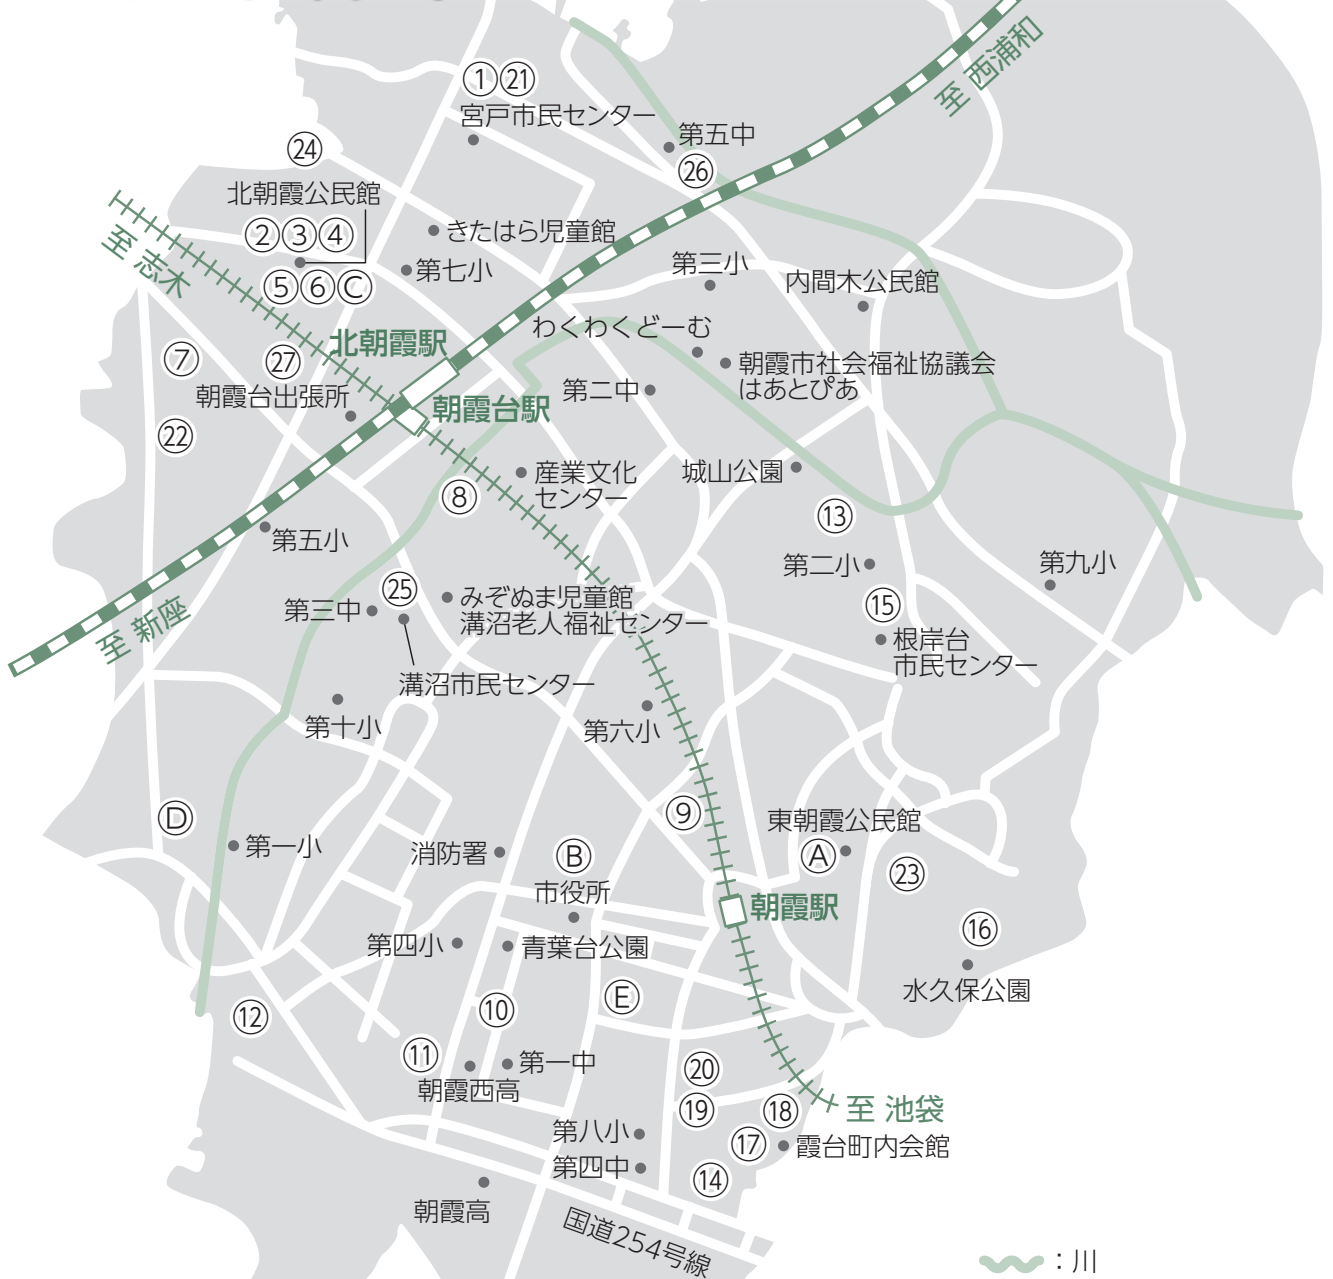 ①㉑
宮戸市民センター
至 西浦和
第五中
㉖
㉔
北朝霞公民館
②③④
⑤⑥Ⓒ
きたはら児童館
第七小
至 志木
第三小
内間木公民館
わくわくどーむ
北朝霞駅
朝霞市社会福祉協議会
はあとぴあ
⑦
㉗
朝霞台出張所
朝霞台駅
第二中
㉒
産業文化
センター
城山公園
⑧
⑬
第五小
第二小
第九小
㉕
みぞぬま児童館
溝沼老人福祉センター
第三中
⑮
至 新座
根岸台
市民センター
溝沼市民センター
第十小
第六小
⑨
Ⓓ
東朝霞公民館
Ⓐ
第一小
消防署
Ⓑ
市役所
㉓
朝霞駅
第四小
青葉台公園
⑯
水久保公園
Ⓔ
⑩
⑫
⑪
第一中
朝霞西高
⑳
⑲
⑱
至 池袋
第八小
⑰
霞台町内会館
第四中
⑭
朝霞高
国道254号線
：川